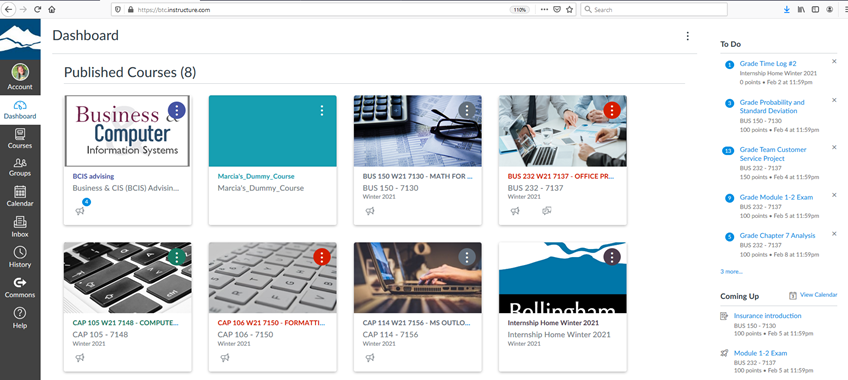 https://btc.instructure.com
110%
Search
Account
Dashboard
Courses
Groups
Calendar
Inbox
History
Commons
Help
Dashboard
Published Courses (8)
Business &
Computer
Information Systems
BCIS advising
Business & CIS (BCIS) Advisin...
4
Marcia's_Dummy_Course
Marcia's_Dummy_Course
BUS 150 W21 7130 - MATH FOR ...
BUS 150 - 7130
Winter 2021
BUS 232 W21 7137 - OFFICE PR...
BUS 232 - 7137
Winter 2021
CAP 105 W21 7148 - COMPUTE...
CAP 105 - 7148
Winter 2021
CAP 106 W21 7150 - FORMATTI...
CAP 106 - 7150
Winter 2021
CAP 114 W21 7156 - MS OUTLO...
CAP 114 - 7156
Winter 2021
Bellingham
Internship Home Winter 2021
Internship Home Winter 2021
Winter 2021
To Do
1 Grade Time Log #2
Internship Home Winter 2021
0 points • Feb 2 at 11:59pm
3 Grade Probability and
Standard Deviation
BUS 150 - 7130
100 points • Feb 4 at 11:59pm
13 Grade Team Customer
Service Project
BUS 232 - 7137
150 points • Feb 4 at 11:59pm
9 Grade Module 1-2 Exam
BUS 232 - 7137
100 points • Feb 5 at 11:59pm
5 Grade Chapter 7 Analysis
BUS 232 - 7137
100 points • Feb 8 at 11:59pm
3 more...
Coming Up
View Calendar
Insurance introduction
BUS 150 - 7130
100 points • Feb 5 at 11:59pm
Module 1-2 Exam
BUS 232 - 7137
100 points • Feb 5 at 11:59pm